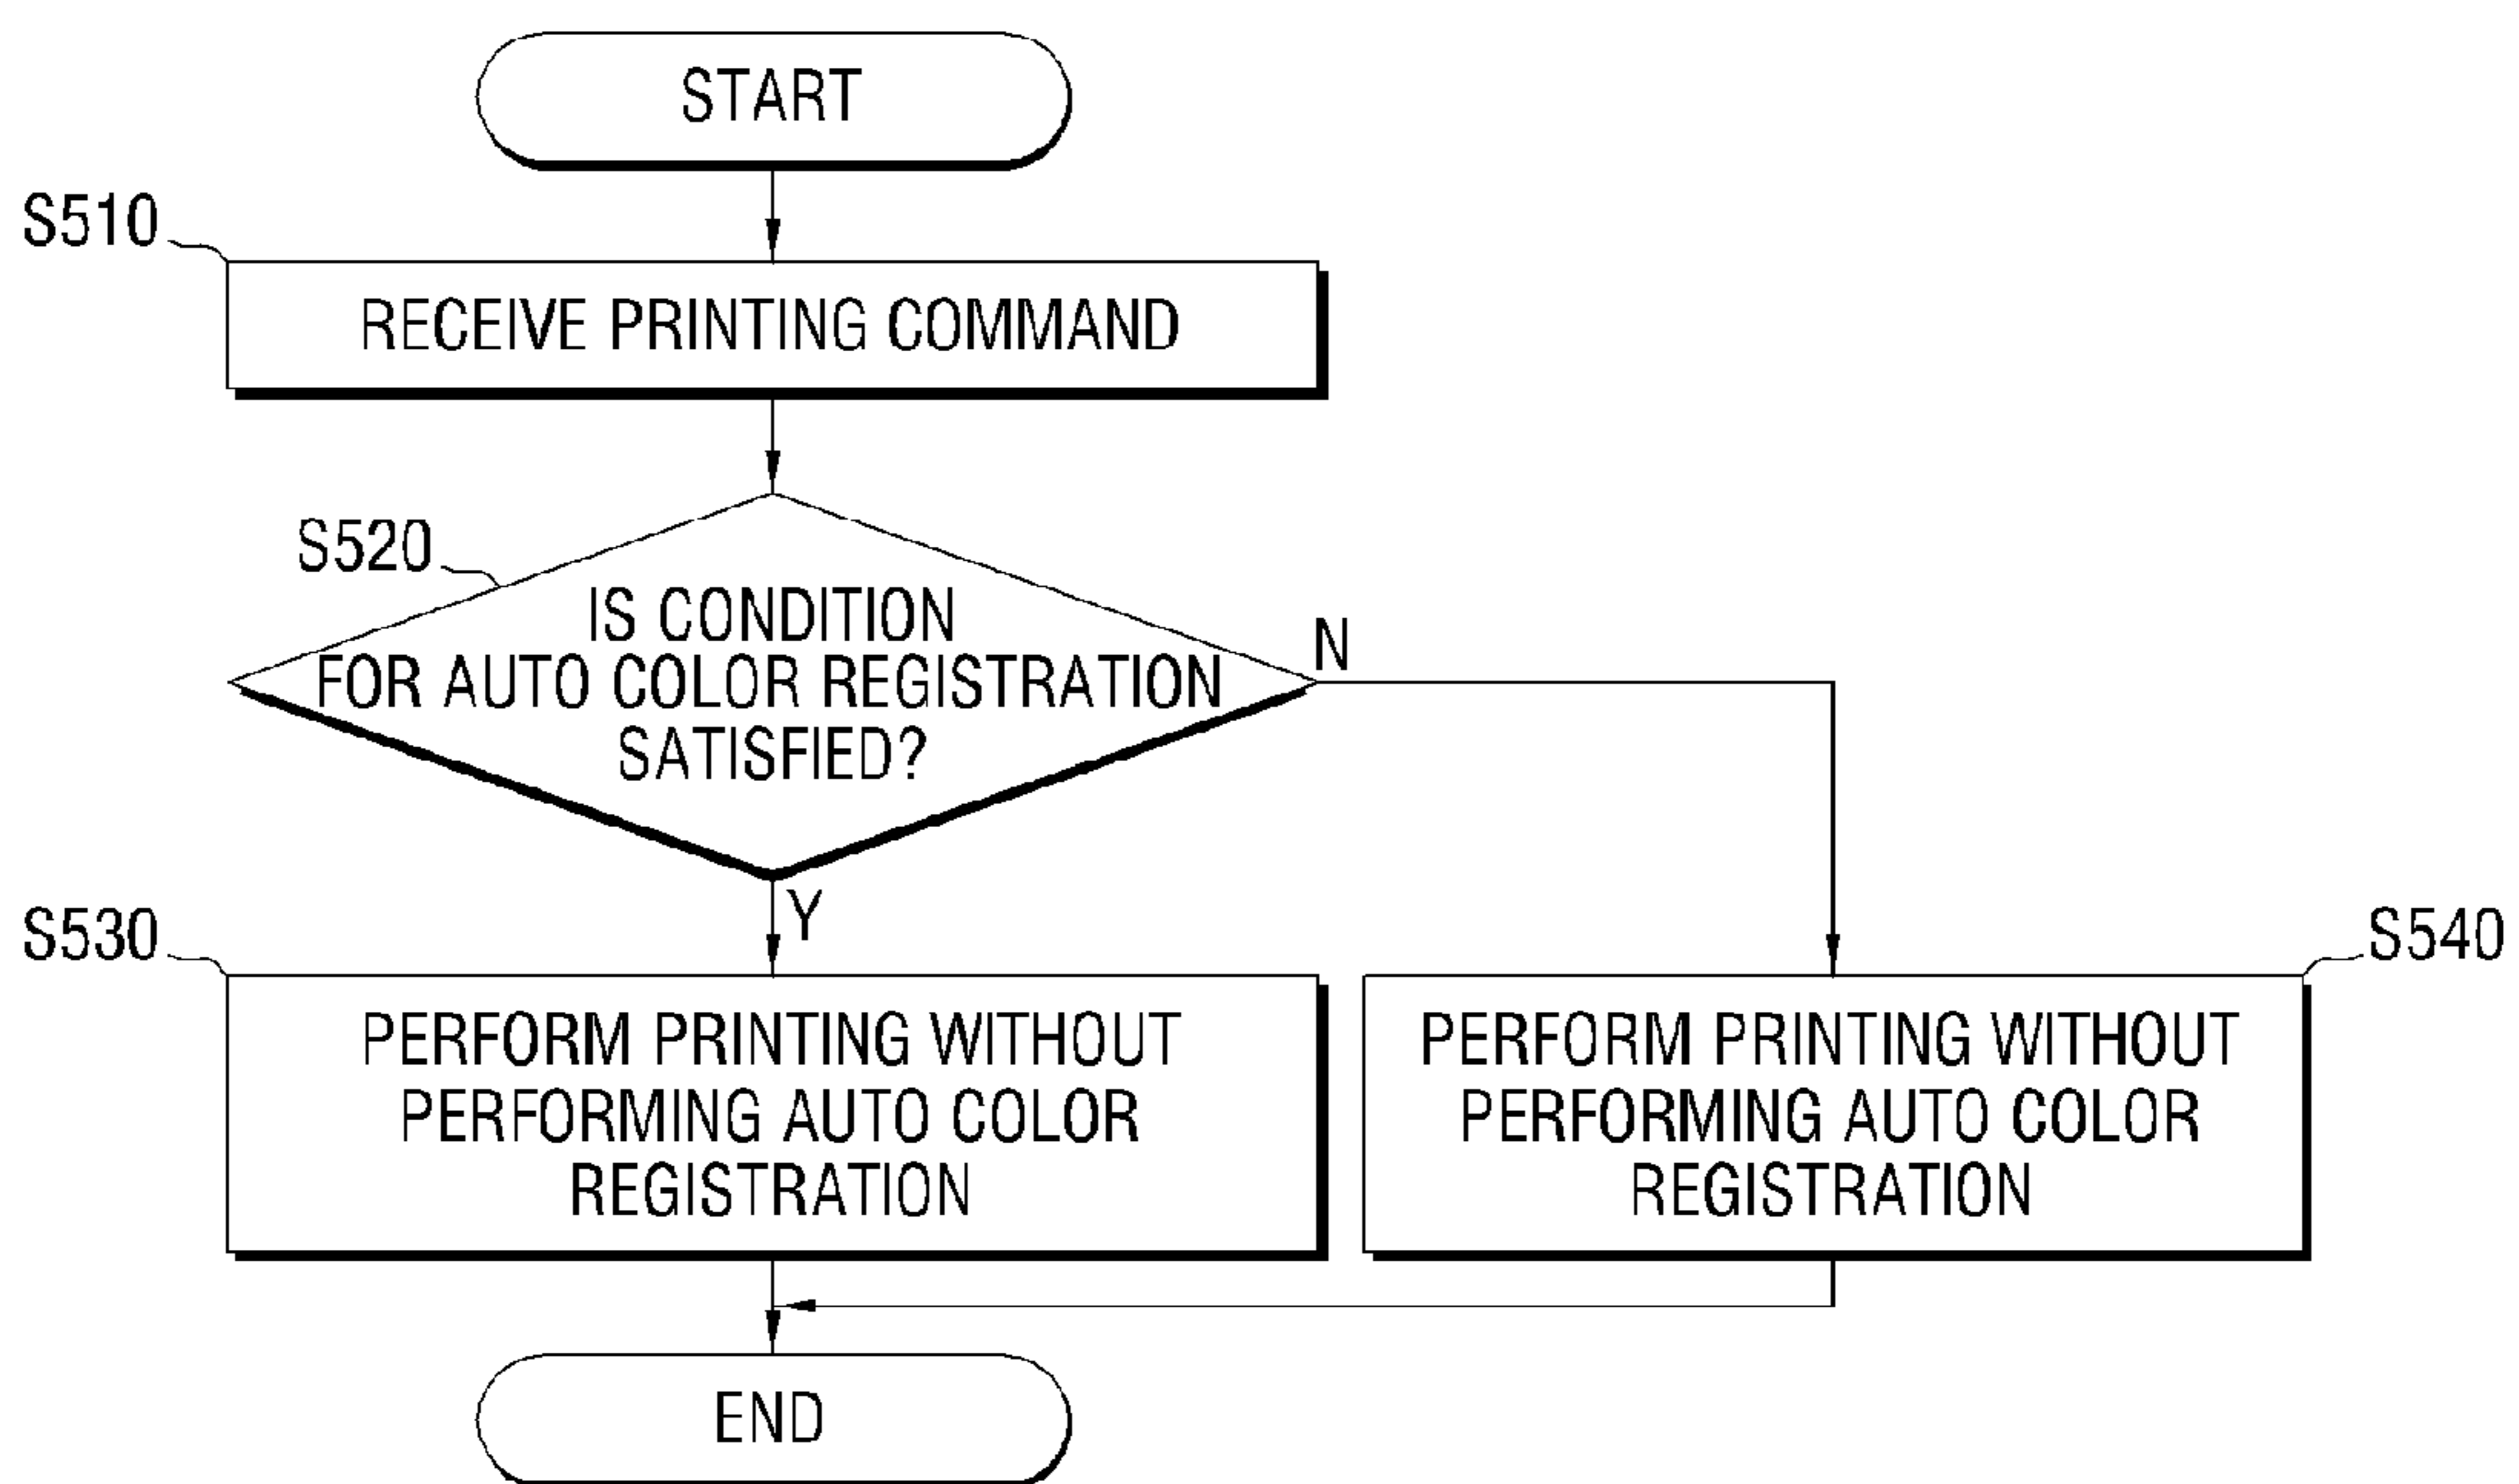 START
S510
RECEIVE PRINTING COMMAND
S520
IS CONDITION
FOR AUTO COLOR REGISTRATION
SATISFIED?
N
Y
S530
PERFORM PRINTING WITHOUT
PERFORMING AUTO COLOR
REGISTRATION
S540
PERFORM PRINTING WITHOUT
PERFORMING AUTO COLOR
REGISTRATION
END